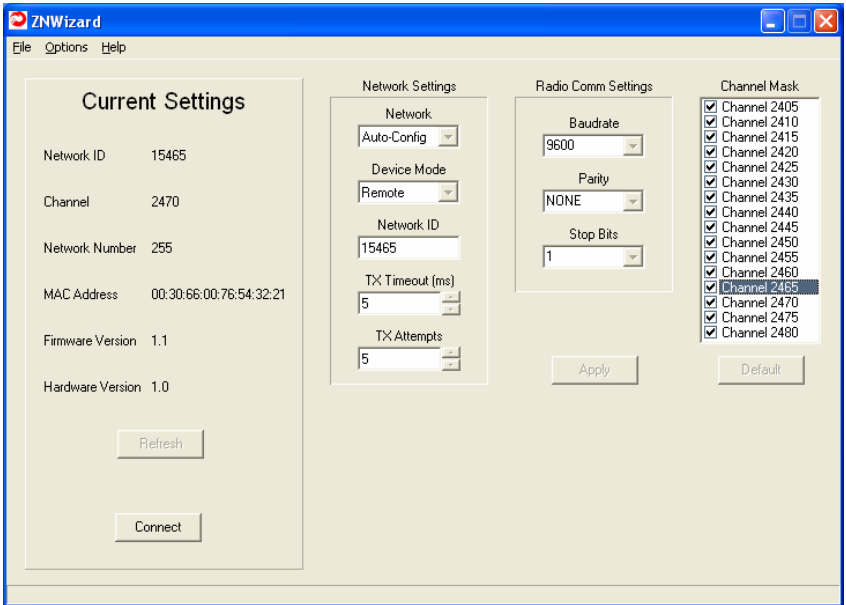 ZNWizard
File Options Help
Current Settings
Network ID 15465
Channel 2470
Network Number 255
MAC Address 00:30:66:00:76:54:32:21
Firmware Version 1.1
Hardware Version 1.0
Refresh
Connect
Network Settings
Network
Auto-Config
Device Mode
Remote
Network ID
15465
TX Timeout (ms)
5
TX Attempts
5
Radio Comm Settings
Baudrate
9600
Parity
NONE
Stop Bits
1
Apply
Channel Mask
Channel 2405
Channel 2410
Channel 2415
Channel 2420
Channel 2425
Channel 2430
Channel 2435
Channel 2440
Channel 2445
Channel 2450
Channel 2455
Channel 2460
Channel 2465
Channel 2470
Channel 2475
Channel 2480
Default